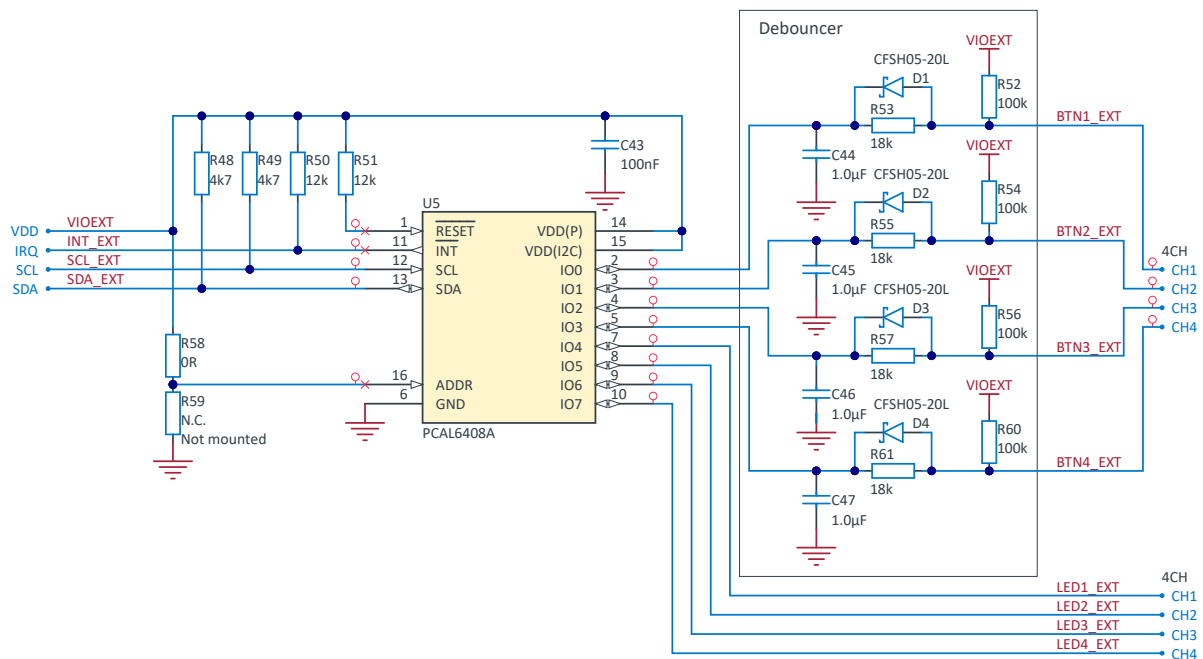 Debouncer
VIOEXT
CFSH05-20L
D1
R52
100k
R53
18k
BTN1_EXT
C44
1.0µF
VIOEXT
CFSH05-20L
D2
R54
100k
R55
18k
BTN2_EXT
C45
1.0µF
VIOEXT
CFSH05-20L
D3
R56
100k
R57
18k
BTN3_EXT
C46
1.0µF
VIOEXT
CFSH05-20L
D4
R60
100k
R61
18k
BTN4_EXT
C47
1.0µF
4CH
CH1
CH2
CH3
CH4
R48
4k7
R49
4k7
R50
12k
R51
12k
C43
100nF
VDD
VIOEXT
IRQ
INT_EXT
SCL
SCL_EXT
SDA
SDA_EXT
R58
0R
R59
N.C.
Not mounted
U5
1
RESET
11
INT
12
SCL
13
SDA
16
ADDR
6
GND
VDD(P)
14
VDD(I2C)
15
IO0
2
IO1
3
IO2
4
IO3
5
IO4
7
IO5
8
IO6
9
IO7
10
PCAL6408A
4CH
LED1_EXT
CH1
LED2_EXT
CH2
LED3_EXT
CH3
LED4_EXT
CH4